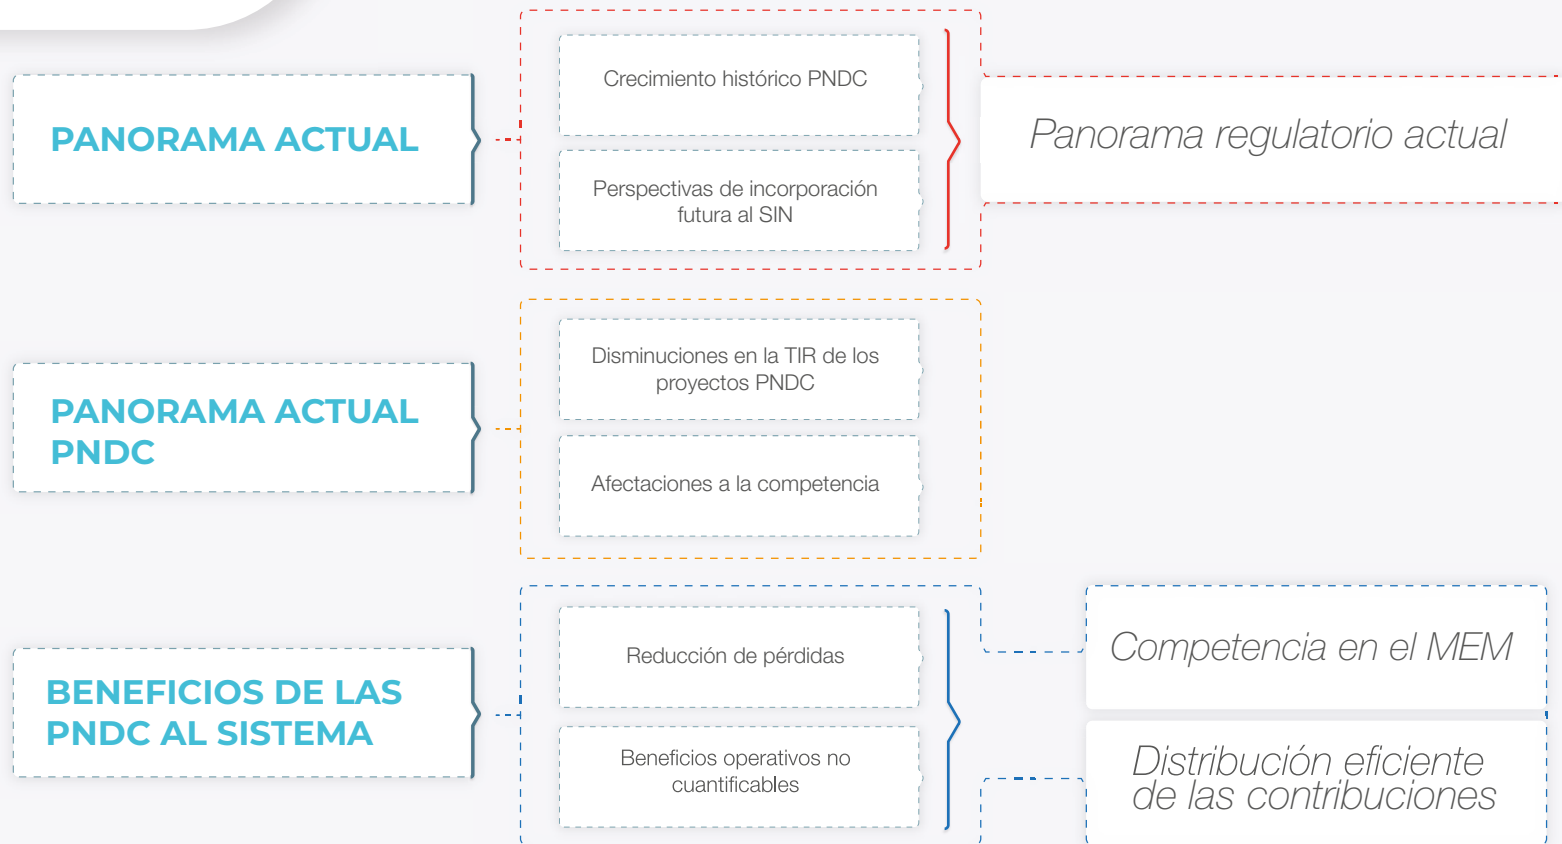 PANORAMA ACTUAL
Crecimiento histórico PNDC
Perspectivas de incorporación
futura al SIN
Panorama regulatorio actual
PANORAMA ACTUAL
PNDC
Disminuciones en la TIR de los
proyectos PNDC
Afectaciones a la competencia
BENEFICIOS DE LAS
PNDC AL SISTEMA
Reducción de pérdidas
Beneficios operativos no
cuantificables
Competencia en el MEM
Distribución eficiente
de las contribuciones